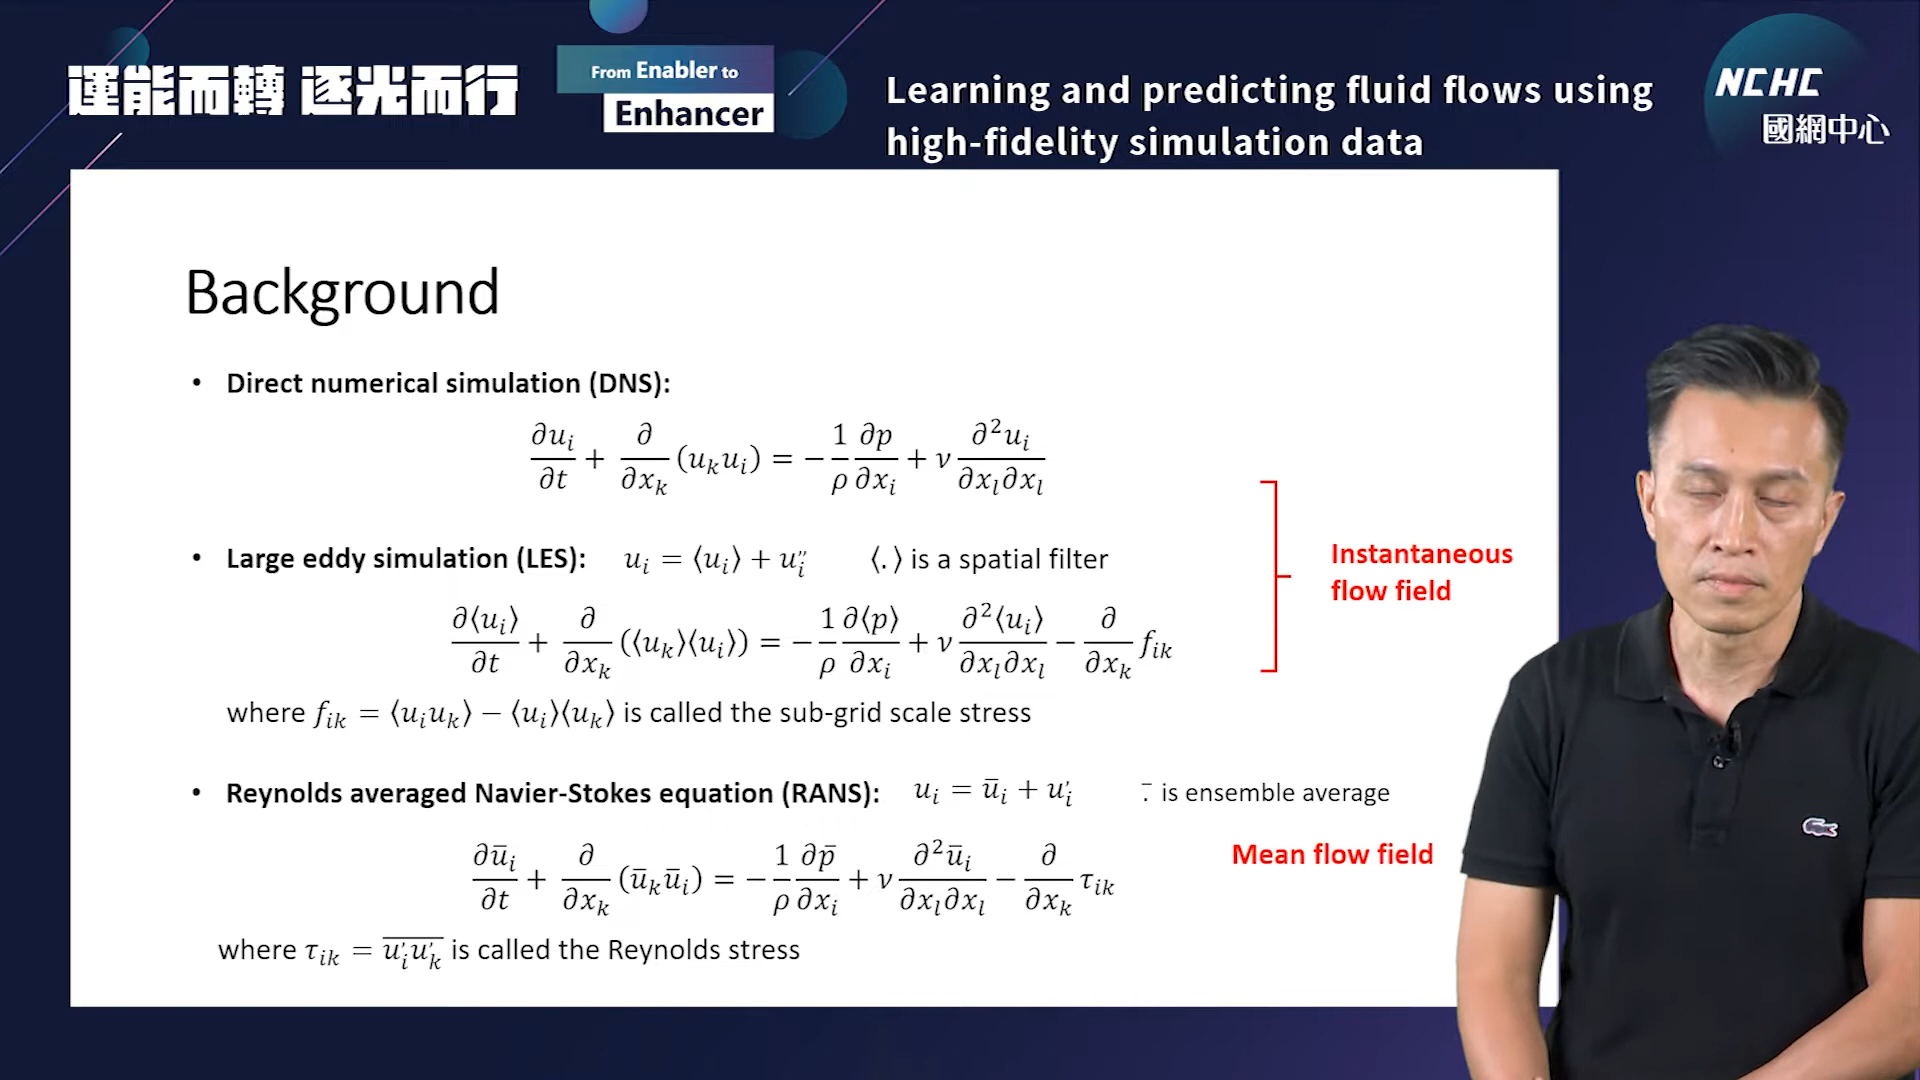 運能而轉 逐光而行
From Enabler to
Enhancer
Learning and predicting fluid flows using
high-fidelity simulation data
NCHC
國網中心
Background
• Direct numerical simulation (DNS):
∂u_i/∂t + ∂/∂x_k (u_k u_i) = −1/ρ ∂p/∂x_i + ν ∂²u_i/∂x_l∂x_l
• Large eddy simulation (LES): u_i = ⟨u_i⟩ + u_i″ ⟨.⟩ is a spatial filter
∂⟨u_i⟩/∂t + ∂/∂x_k (⟨u_k⟩⟨u_i⟩) = −1/ρ ∂⟨p⟩/∂x_i + ν ∂²⟨u_i⟩/∂x_l∂x_l − ∂/∂x_k f_ik
Instantaneous
flow field
where f_ik = ⟨u_i u_k⟩ − ⟨u_i⟩⟨u_k⟩ is called the sub-grid scale stress
• Reynolds averaged Navier-Stokes equation (RANS): u_i = ū_i + u_i′ ‾. is ensemble average
∂ū_i/∂t + ∂/∂x_k (ū_k ū_i) = −1/ρ ∂p̄/∂x_i + ν ∂²ū_i/∂x_l∂x_l − ∂/∂x_k τ_ik
Mean flow field
where τ_ik = \overline{u_i′ u_k′} is called the Reynolds stress